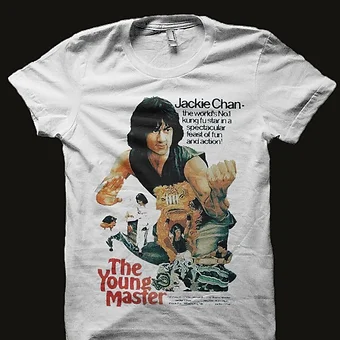 Jackie Chan-
the world's No.1
kung fu star in a
spectacular
feast of fun
and action!
The
Young
Master